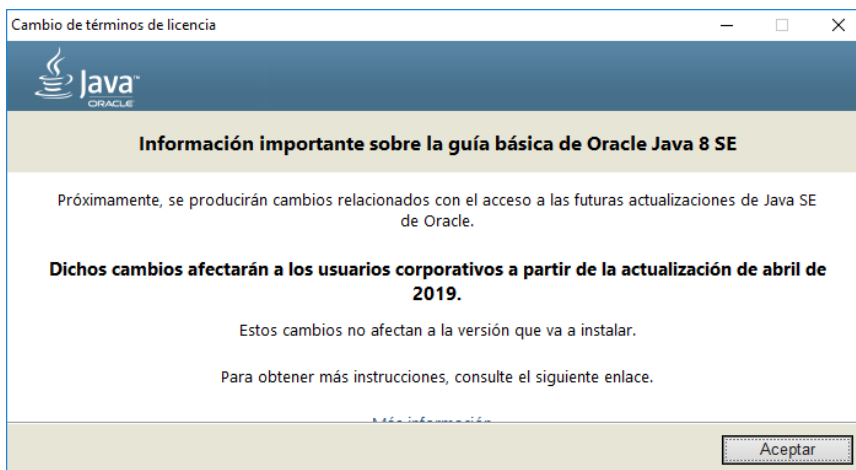 Cambio de términos de licencia
Java™
ORACLE
Información importante sobre la guía básica de Oracle Java 8 SE
Próximamente, se producirán cambios relacionados con el acceso a las futuras actualizaciones de Java SE
de Oracle.
Dichos cambios afectarán a los usuarios corporativos a partir de la actualización de abril de
2019.
Estos cambios no afectan a la versión que va a instalar.
Para obtener más instrucciones, consulte el siguiente enlace.
Más información
Aceptar